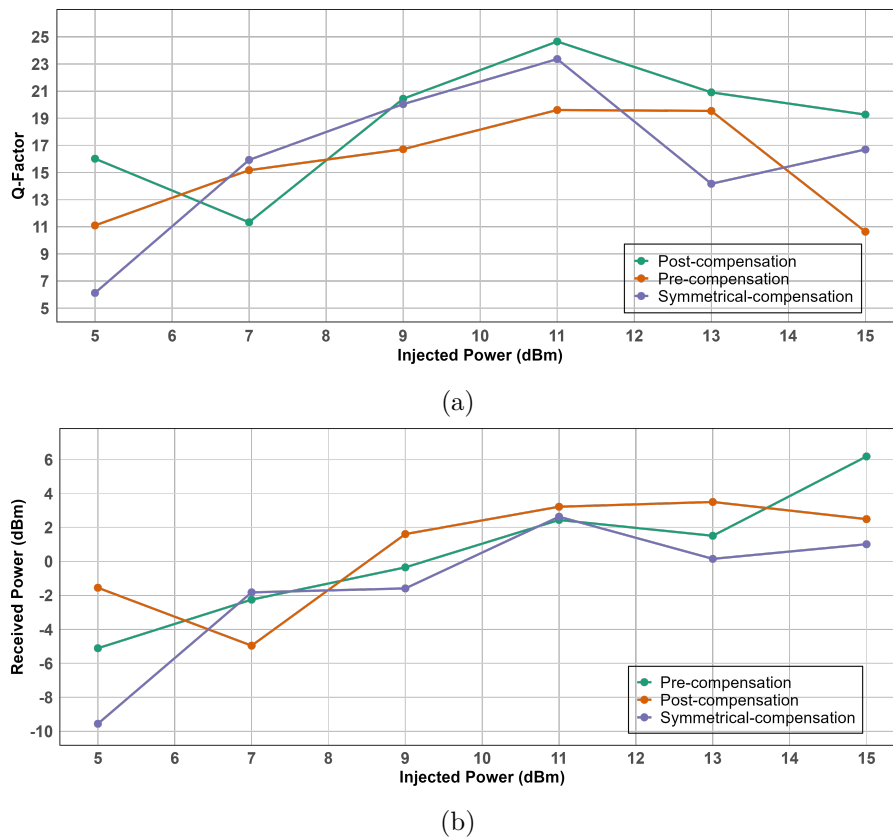 25
23
21
19
17
15
13
11
9
7
5
Q-Factor
Post-compensation
Pre-compensation
Symmetrical-compensation
5 6 7 8 9 10 11 12 13 14 15
Injected Power (dBm)
(a)
6
4
2
0
-2
-4
-6
-8
-10
Received Power (dBm)
Pre-compensation
Post-compensation
Symmetrical-compensation
5 6 7 8 9 10 11 12 13 14 15
Injected Power (dBm)
(b)